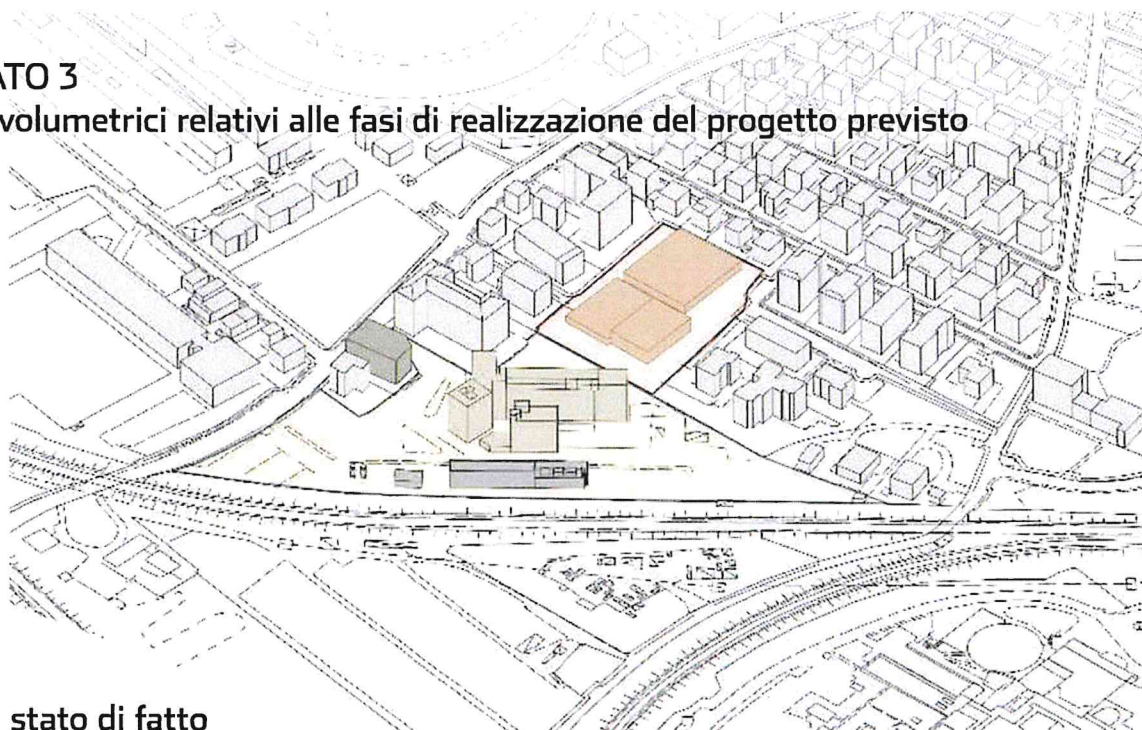 ATO 3
volumetrici relativi alle fasi di realizzazione del progetto previsto
stato di fatto